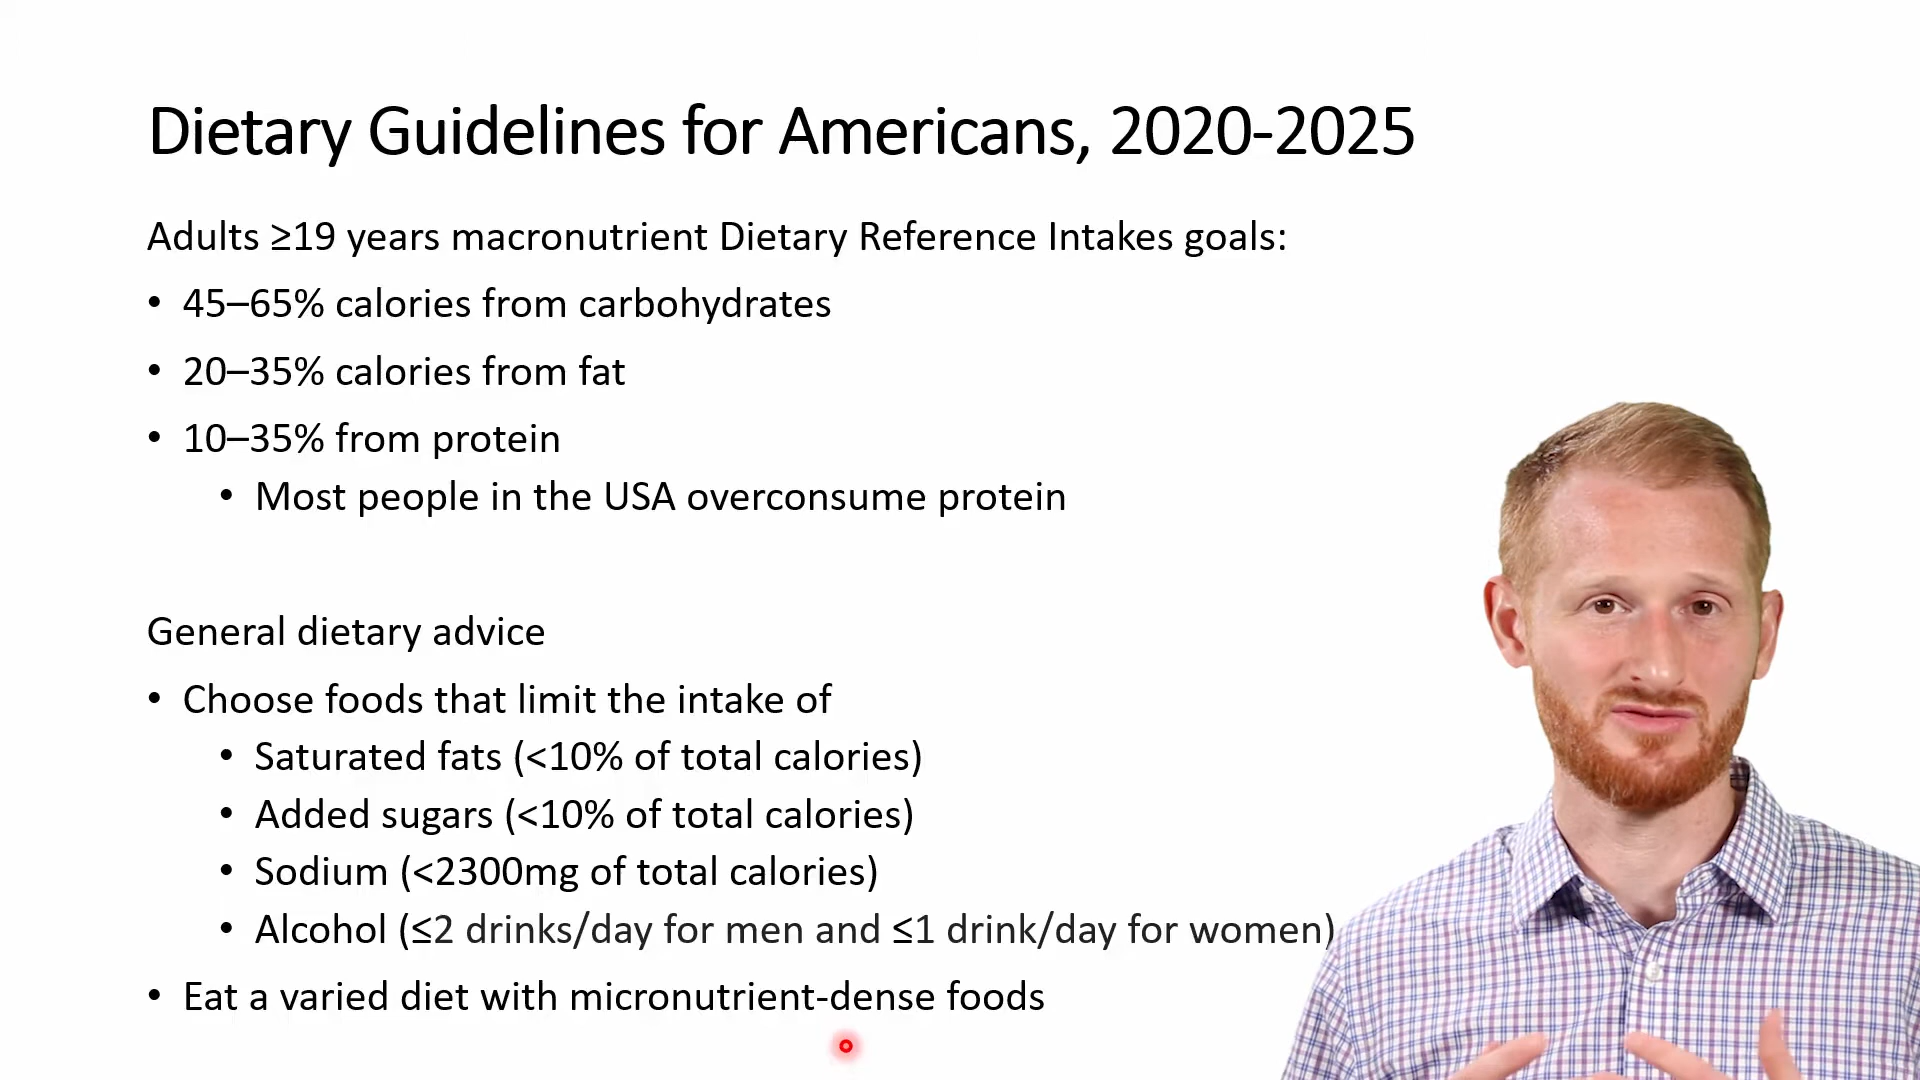 Dietary Guidelines for Americans, 2020-2025
Adults ≥19 years macronutrient Dietary Reference Intakes goals:
• 45–65% calories from carbohydrates
• 20–35% calories from fat
• 10–35% from protein
• Most people in the USA overconsume protein
General dietary advice
• Choose foods that limit the intake of
• Saturated fats (<10% of total calories)
• Added sugars (<10% of total calories)
• Sodium (<2300mg of total calories)
• Alcohol (≤2 drinks/day for men and ≤1 drink/day for women)
• Eat a varied diet with micronutrient-dense foods